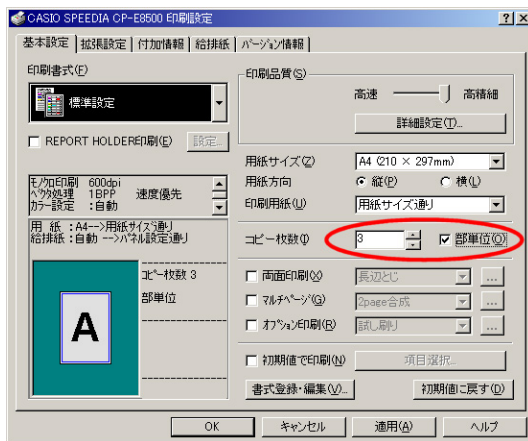 CASIO SPEEDIA CP-E8500 印刷設定
基本設定 拡張設定 付加情報 給排紙 バージョン情報
印刷書式(F)
標準設定
REPORT HOLDER印刷(E) 設定...
モノクロ印刷 600dpi
ベクタ処理 1BPP 速度優先
カラー設定 :自動
用 紙 :A4-->用紙サイズ通り
給排紙 :自動 -->パネル設定通り
コピー枚数 3
部単位
A
印刷品質(S)
高速 高精細
詳細設定(T)...
用紙サイズ(Z) A4 (210 × 297mm)
用紙方向 縦(P) 横(L)
印刷用紙(U) 用紙サイズ通り
コピー枚数(I) 3 部単位(O)
両面印刷(X) 長辺とじ ...
マルチページ(G) 2page合成 ...
オプション印刷(R) 試し刷り ...
初期値で印刷(N) 項目選択...
書式登録・編集(V)... 初期値に戻す(D)
OK キャンセル 適用(A) ヘルプ